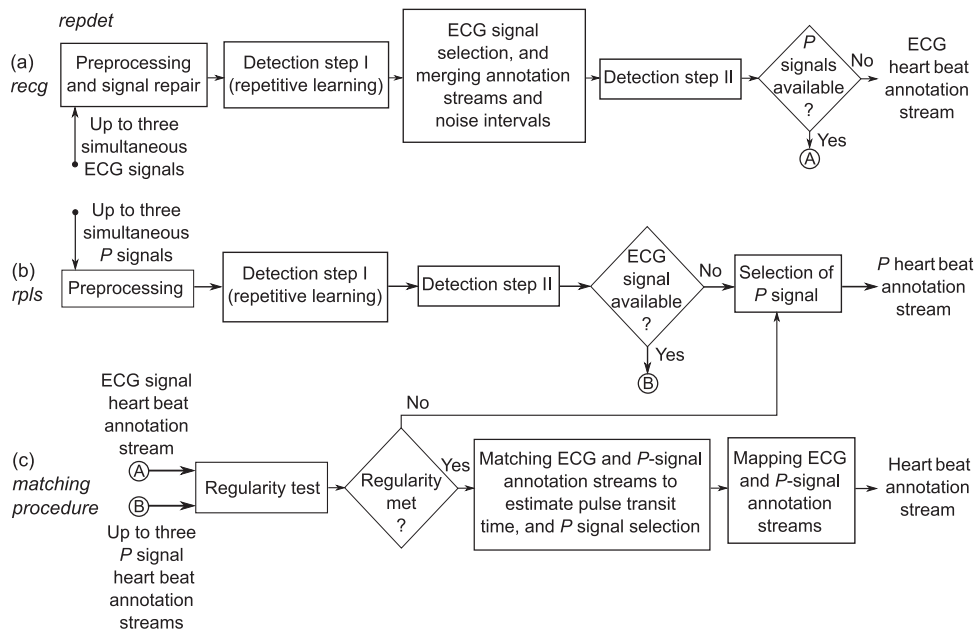 repdet
(a)
recg
Preprocessing
and signal repair
Up to three
simultaneous
ECG signals
Detection step I
(repetitive learning)
ECG signal
selection, and
merging annotation
streams and
noise intervals
Detection step II
P
signals
available
?
No
Yes
A
ECG
heart beat
annotation
stream
Up to three
simultaneous
P signals
(b)
rpls
Preprocessing
Detection step I
(repetitive learning)
Detection step II
ECG
signal
available
?
No
Yes
B
Selection of
P signal
P heart beat
annotation
stream
ECG signal
heart beat
annotation
stream
(c)
matching
procedure
A
B
Up to three
P signal
heart beat
annotation
streams
Regularity test
Regularity
met
?
No
Yes
Matching ECG and P-signal
annotation streams to
estimate pulse transit
time, and P signal selection
Mapping ECG
and P-signal
annotation
streams
Heart beat
annotation
stream